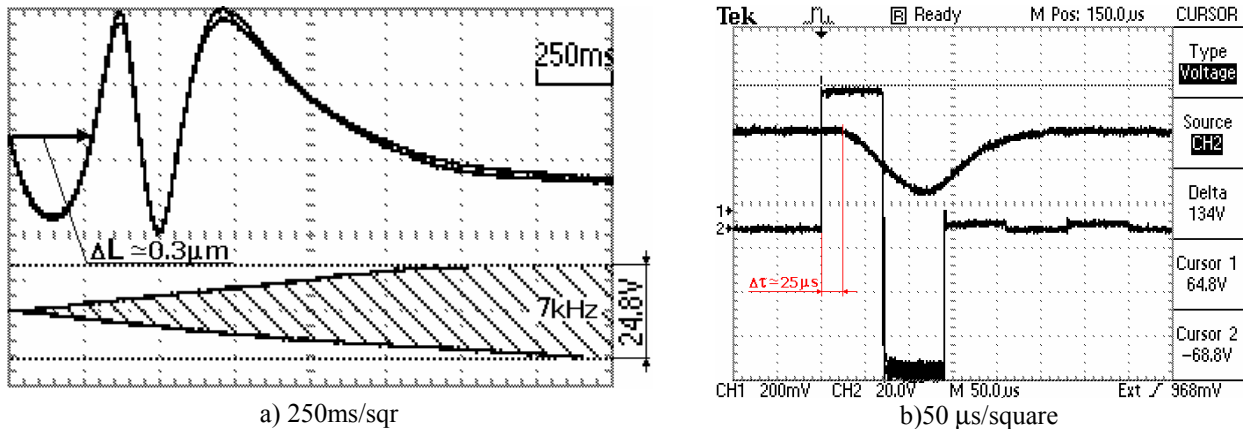 250ms
ΔL ≃0.3μm
7kHz
24.8V
a) 250ms/sqr
Tek R Ready M Pos: 150.0μs CURSOR
Type
Voltage
Source
CH2
Delta
134V
Cursor 1
64.8V
Cursor 2
-68.8V
1
2
Δτ≃25μs
CH1 200mV CH2 20.0V M 50.0μs Ext 968mV
b)50 μs/square